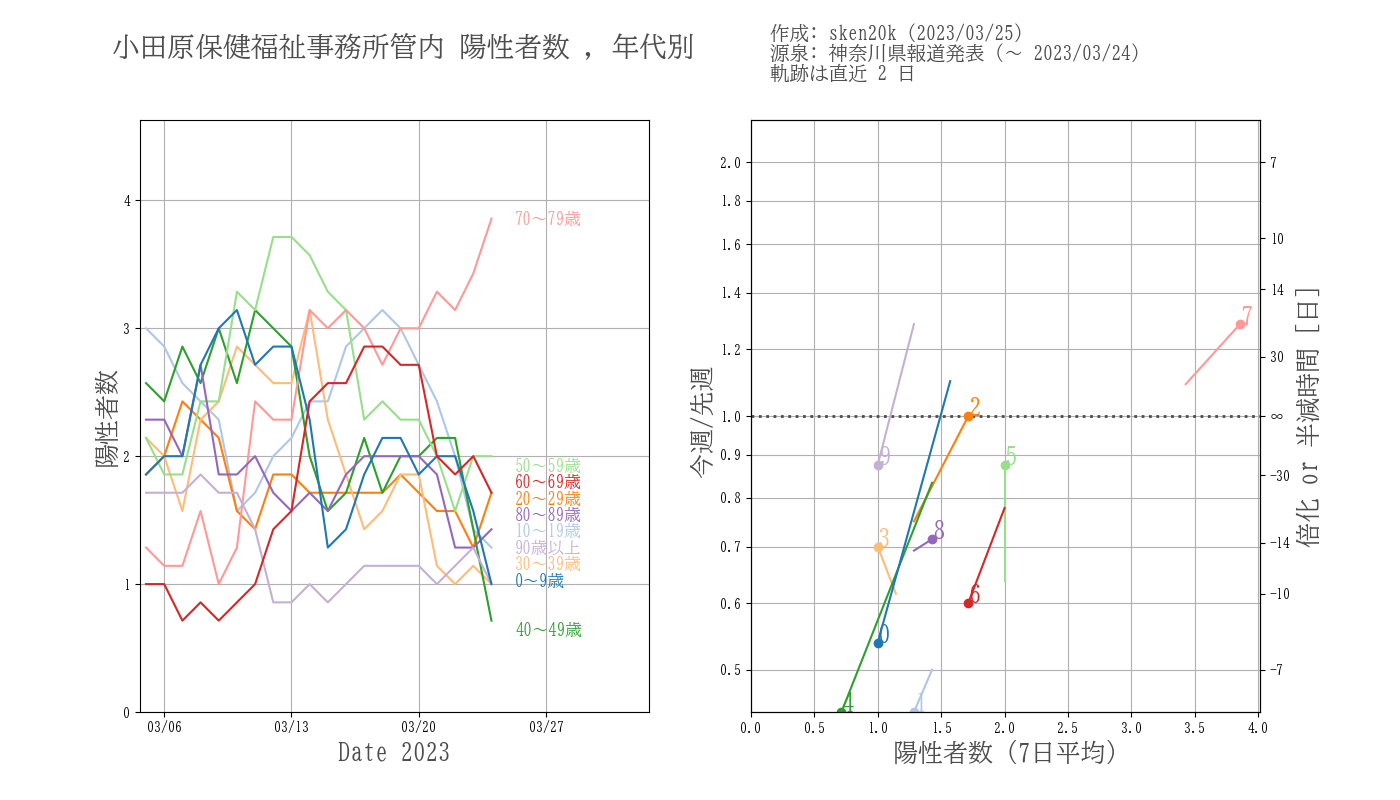 小田原保健福祉事務所管内 陽性者数 , 年代別
作成: sken20k (2023/03/25)
源泉: 神奈川県報道発表 (〜 2023/03/24)
軌跡は直近 2 日
陽性者数
4
3
2
1
0
03/06
03/13
03/20
03/27
Date 2023
70〜79歳
50〜59歳
60〜69歳
20〜29歳
80〜89歳
10〜19歳
90歳以上
30〜39歳
0〜9歳
40〜49歳
今週/先週
2.0
1.8
1.6
1.4
1.2
1.0
0.9
0.8
0.7
0.6
0.5
7
2
9
5
3
8
6
0
4
1
0.0
0.5
1.0
1.5
2.0
2.5
3.0
3.5
4.0
陽性者数 (7日平均)
7
10
14
30
∞
−30
−14
−10
−7
倍化 or 半減時間 [日]